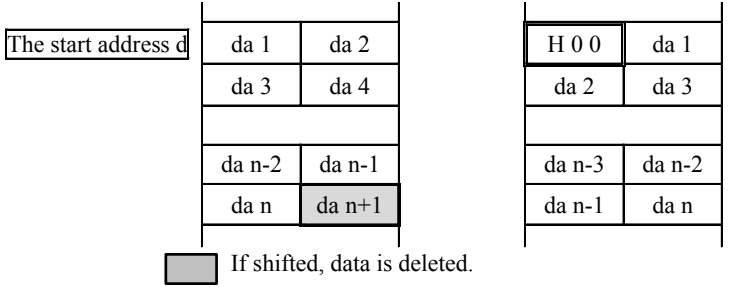 The start address d da 1 da 2 H 0 0 da 1
da 3 da 4 da 2 da 3
da n-2 da n-1 da n-3 da n-2
da n da n+1 da n-1 da n
If shifted, data is deleted.